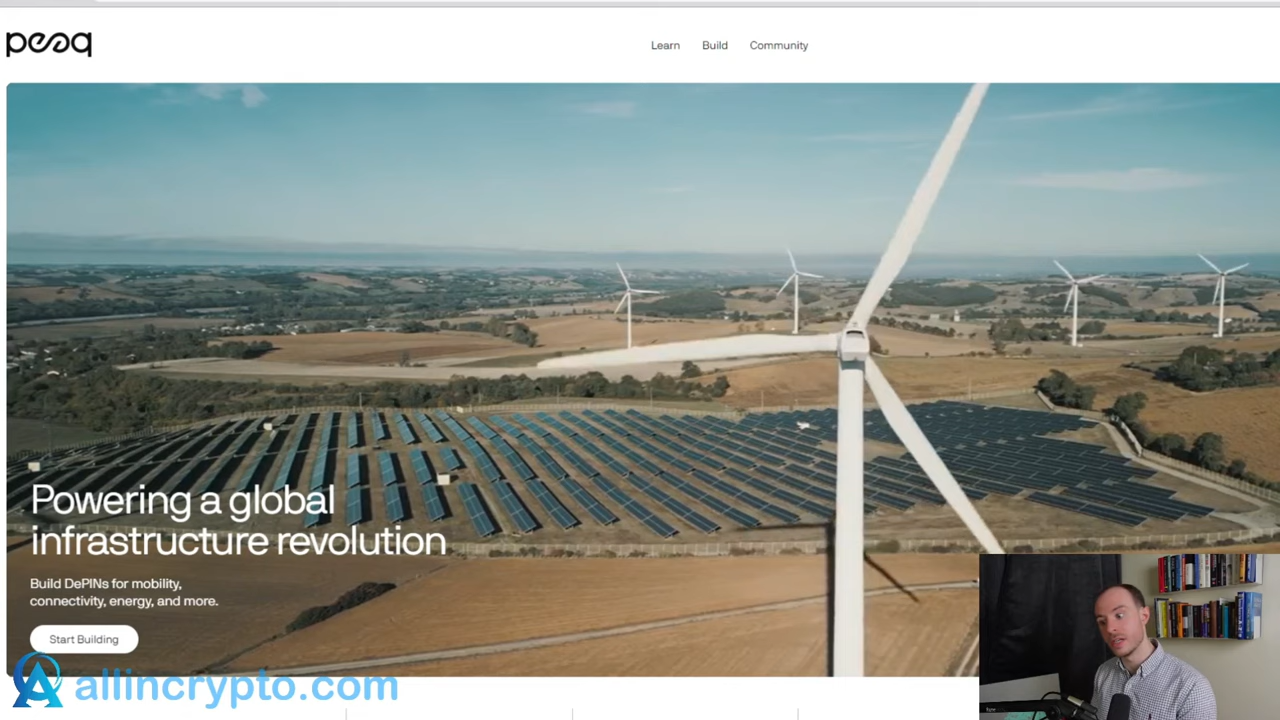 peaq
Learn Build Community
Powering a global
infrastructure revolution
Build DePINs for mobility,
connectivity, energy, and more.
Start Building
allincrypto.com